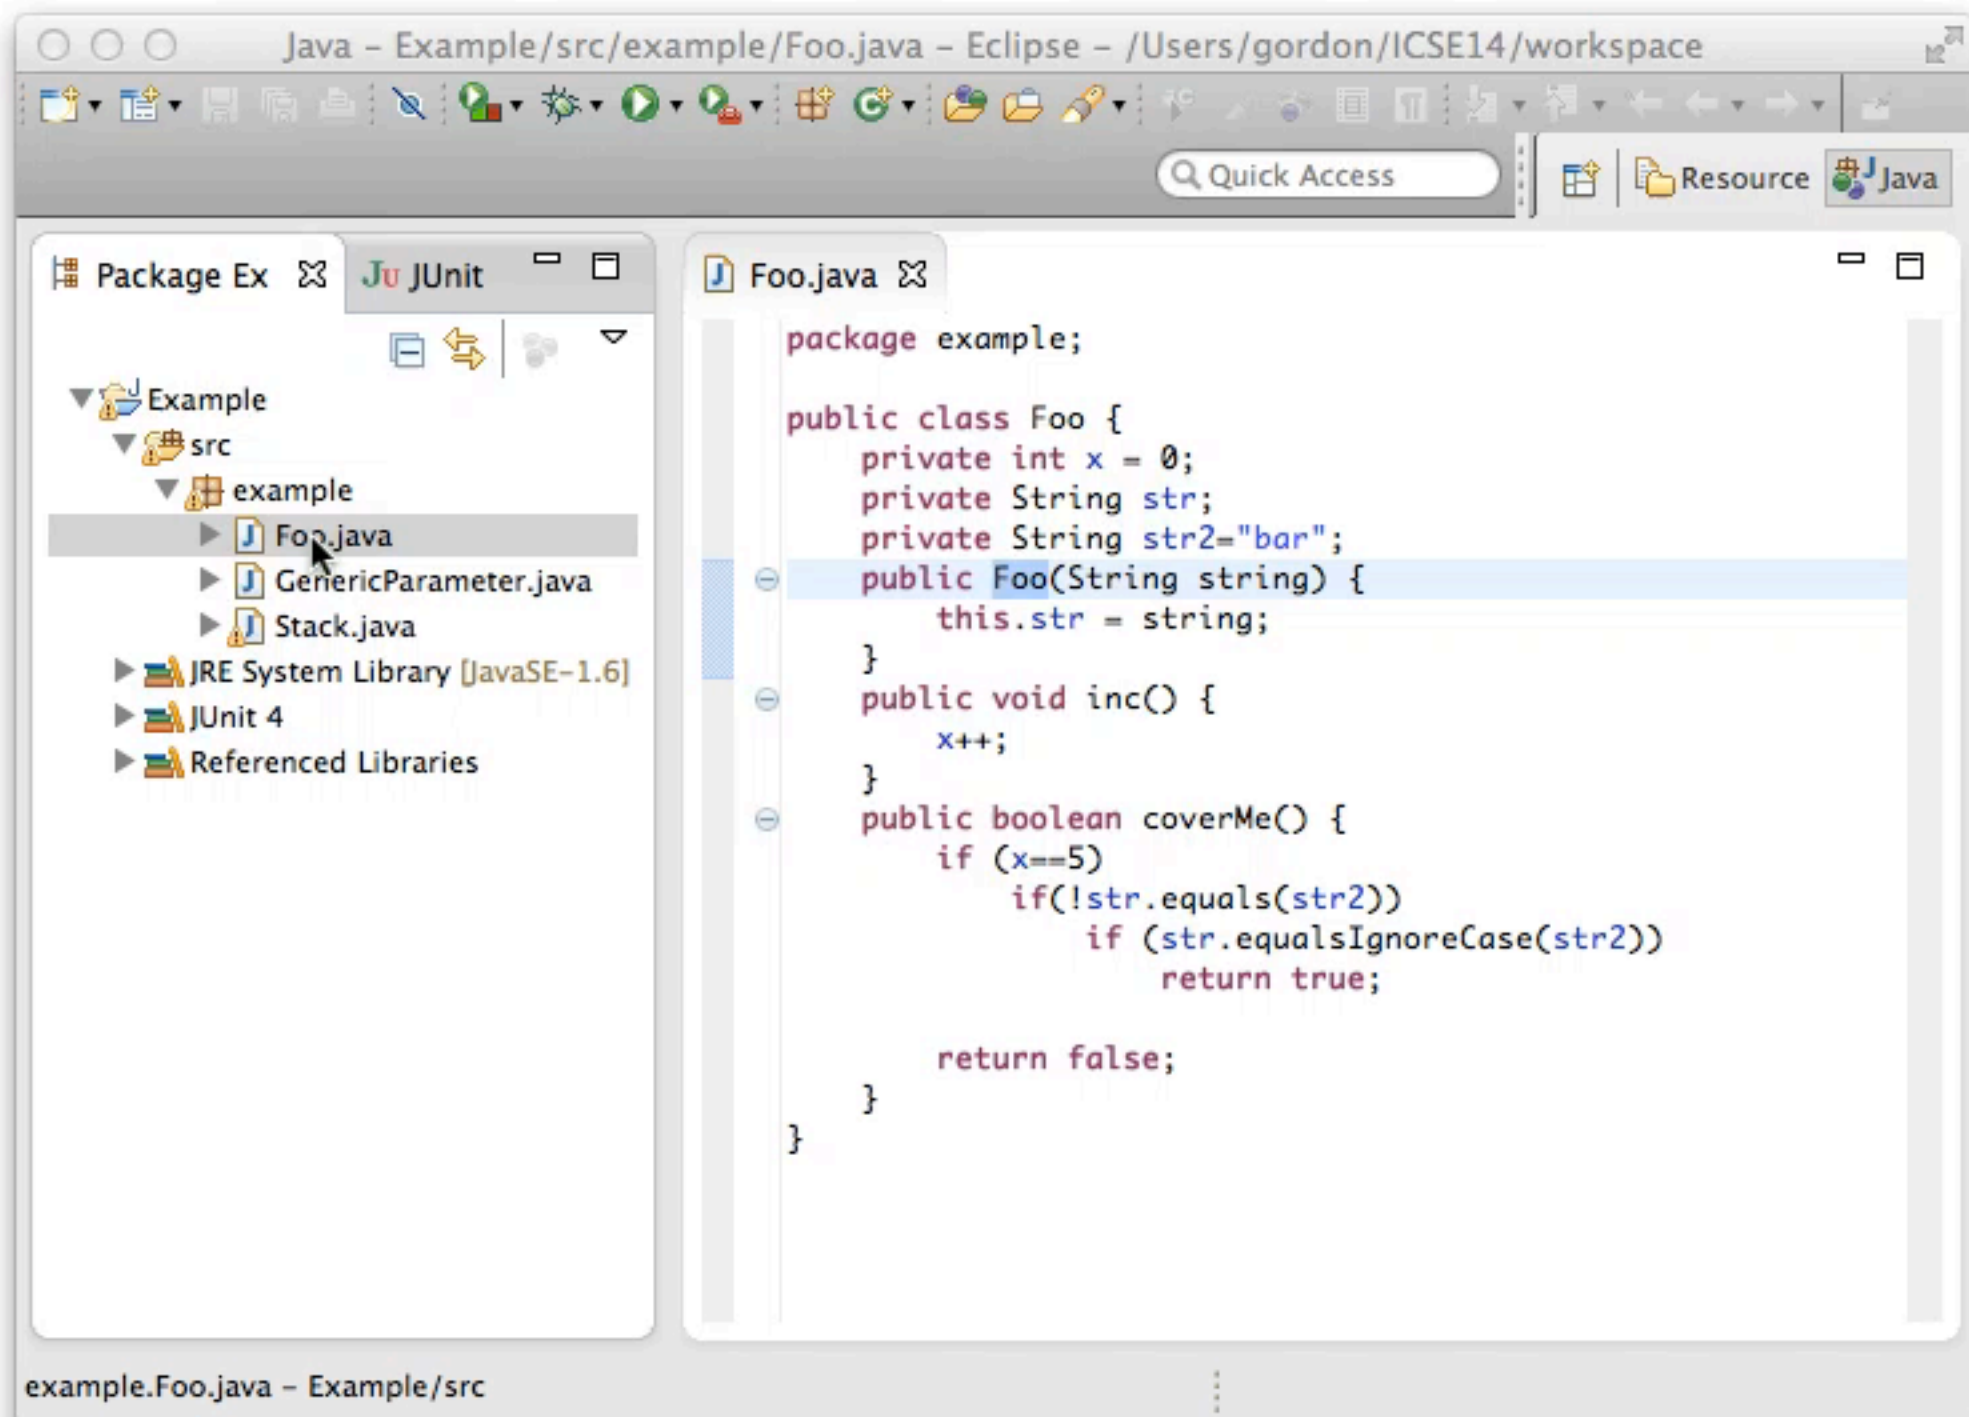 Java – Example/src/example/Foo.java – Eclipse – /Users/gordon/ICSE14/workspace
Quick Access
Resource
Java
Package Ex
JUnit
Foo.java
Example
src
example
Foo.java
GenericParameter.java
Stack.java
JRE System Library [JavaSE-1.6]
JUnit 4
Referenced Libraries
package example;
public class Foo {
private int x = 0;
private String str;
private String str2="bar";
public Foo(String string) {
this.str = string;
}
public void inc() {
x++;
}
public boolean coverMe() {
if (x==5)
if(!str.equals(str2))
if (str.equalsIgnoreCase(str2))
return true;
return false;
}
}
example.Foo.java – Example/src